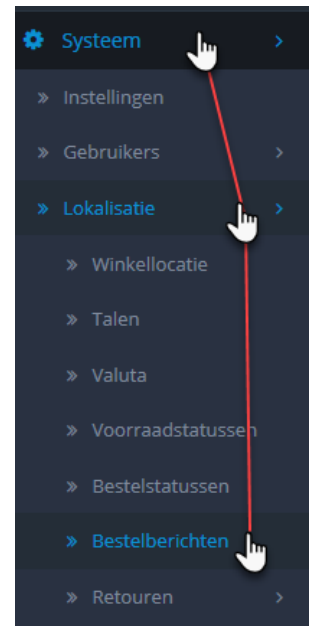 Systeem
Instellingen
Gebruikers
Lokalisatie
Winkellocatie
Talen
Valuta
Voorraadstatussen
Bestelstatussen
Bestelberichten
Retouren